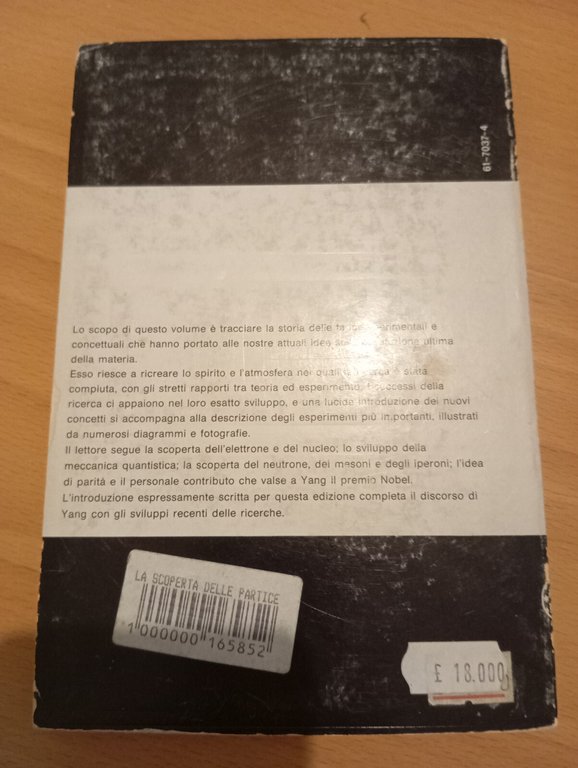 61-7037-4
Lo scopo di questo volume è tracciare la storia delle e
concettuali che hanno portato alle nostre attuali idee ultima
della materia.
Esso riesce a ricreare lo spirito e l'atmosfera è stata
compiuta, con gli stretti rapporti tra teoria ed esperimento. I successi della
ricerca ci appaiono nel loro esatto sviluppo, e una lucida introduzione dei nuovi
concetti si accompagna alla descrizione degli esperimenti più importanti, illustrati
da numerosi diagrammi e fotografie.
Il lettore segue la scoperta dell'elettrone e del nucleo; lo sviluppo della
meccanica quantistica; la scoperta del neutrone, dei mesoni e degli iperoni; l'idea
di parità e il personale contributo che valse a Yang il premio Nobel.
L'introduzione espressamente scritta per questa edizione completa il discorso di
Yang con gli sviluppi recenti delle ricerche.
LA SCOPERTA DELLE PARTICE
1 000000 165852
£ 18.000